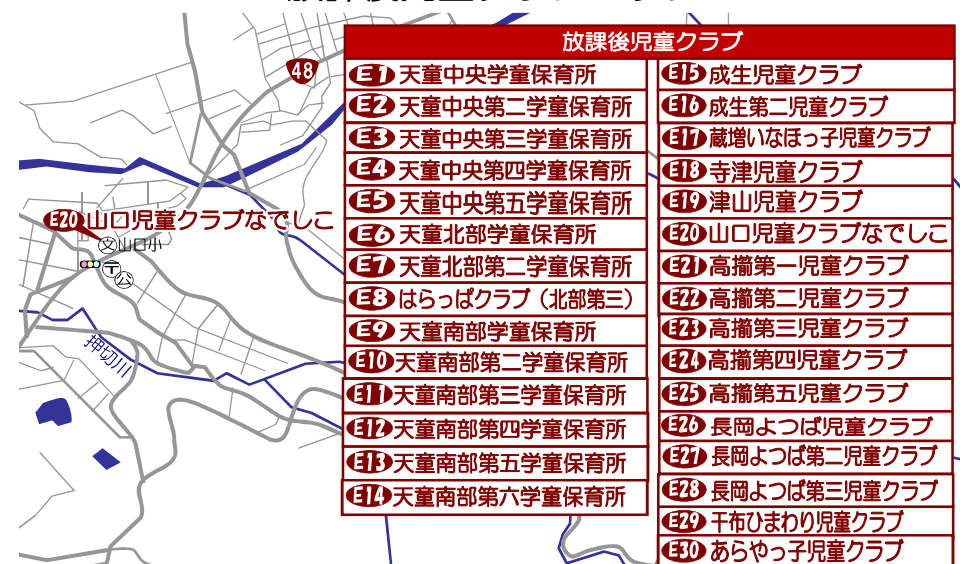 放課後児童クラブ
E1 天童中央学童保育所
E2 天童中央第二学童保育所
E3 天童中央第三学童保育所
E4 天童中央第四学童保育所
E5 天童中央第五学童保育所
E6 天童北部学童保育所
E7 天童北部第二学童保育所
E8 はらっぱクラブ（北部第三）
E9 天童南部学童保育所
E10 天童南部第二学童保育所
E11 天童南部第三学童保育所
E12 天童南部第四学童保育所
E13 天童南部第五学童保育所
E14 天童南部第六学童保育所
E15 成生児童クラブ
E16 成生第二児童クラブ
E17 蔵増いなほっ子児童クラブ
E18 寺津児童クラブ
E19 津山児童クラブ
E20 山口児童クラブなでしこ
E21 高擶第一児童クラブ
E22 高擶第二児童クラブ
E23 高擶第三児童クラブ
E24 高擶第四児童クラブ
E25 高擶第五児童クラブ
E26 長岡よつば児童クラブ
E27 長岡よつば第二児童クラブ
E28 長岡よつば第三児童クラブ
E29 干布ひまわり児童クラブ
E30 あらやっ子児童クラブ
48
E20 山口児童クラブなでしこ
文 山口小
〒
公
押切川